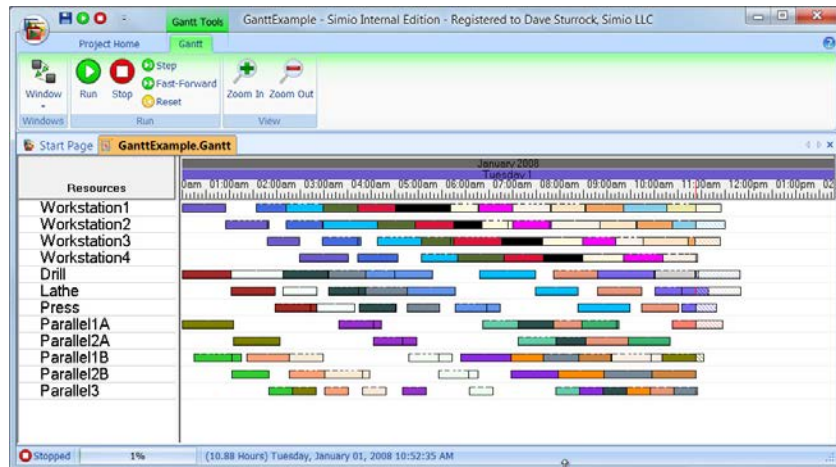 Gantt Tools GanttExample - Simio Internal Edition - Registered to Dave Sturrock, Simio LLC
Project Home Gantt
Window Run Stop Step Fast-Forward Reset Zoom In Zoom Out
Windows Run View
Start Page GanttExample.Gantt
January 2008
Tuesday 1
Resources 0am 01:00am 02:00am 03:00am 04:00am 05:00am 06:00am 07:00am 08:00am 09:00am 10:00am 11:00am 12:00pm 01:00pm 02
Workstation1
Workstation2
Workstation3
Workstation4
Drill
Lathe
Press
Parallel1A
Parallel2A
Parallel1B
Parallel2B
Parallel3
Stopped 1% (10.88 Hours) Tuesday, January 01, 2008 10:52:35 AM